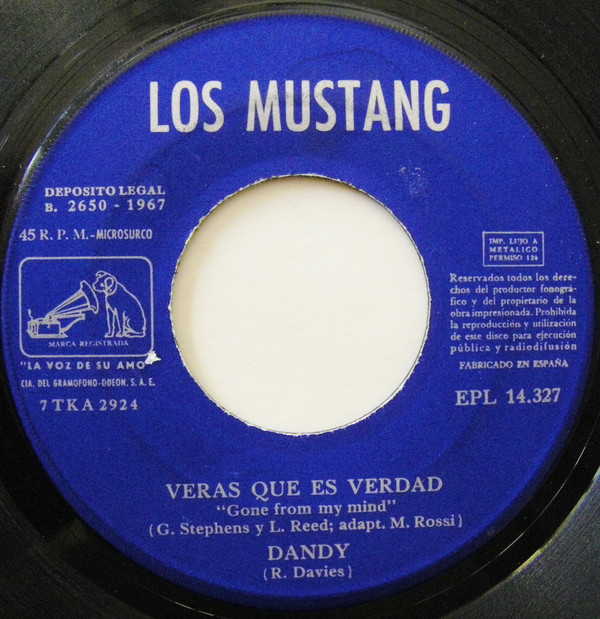 LOS MUSTANG
DEPOSITO LEGAL
B. 2650 - 1967
45 R. P. M. - MICROSURCO
MARCA REGISTRADA
"LA VOZ DE SU AMO"
CIA. DEL GRAMOFONO-ODEON, S. A. E.
7 TKA 2924
IMP. LUJO A
METALICO
PERMISO 126
Reservados todos los dere-
chos del productor fonográ-
fico y del propietario de la
obra impresionada. Prohibida
la reproducción y utilización
de este disco para ejecución
pública y radiodifusión
FABRICADO EN ESPAÑA
EPL 14.327
VERAS QUE ES VERDAD
"Gone from my mind"
(G. Stephens y L. Reed; adapt. M. Rossi)
DANDY
(R. Davies)